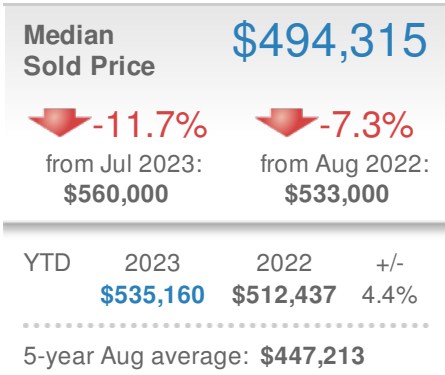 Median $494,315
Sold Price
-11.7% -7.3%
from Jul 2023: from Aug 2022:
$560,000 $533,000
YTD 2023 2022 +/-
$535,160 $512,437 4.4%
5-year Aug average: $447,213